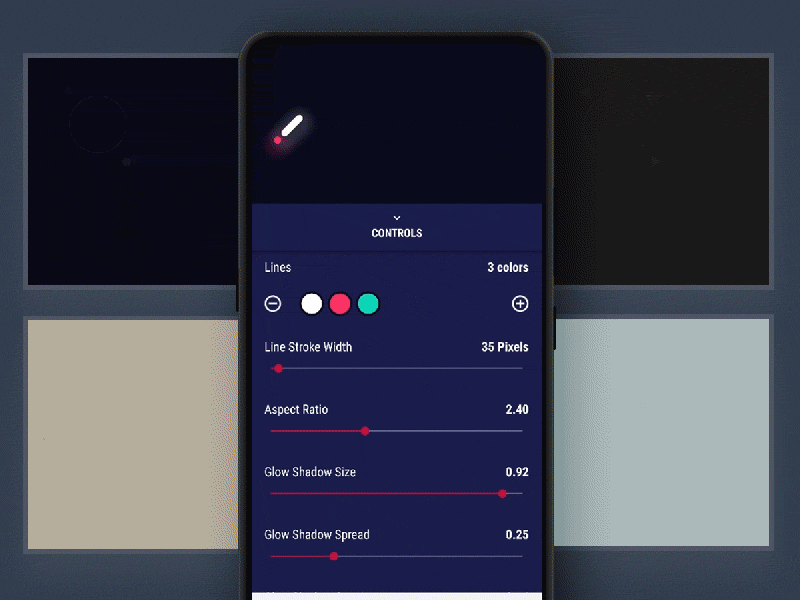 CONTROLS
Lines 3 colors
Line Stroke Width 35 Pixels
Aspect Ratio 2.40
Glow Shadow Size 0.92
Glow Shadow Spread 0.25